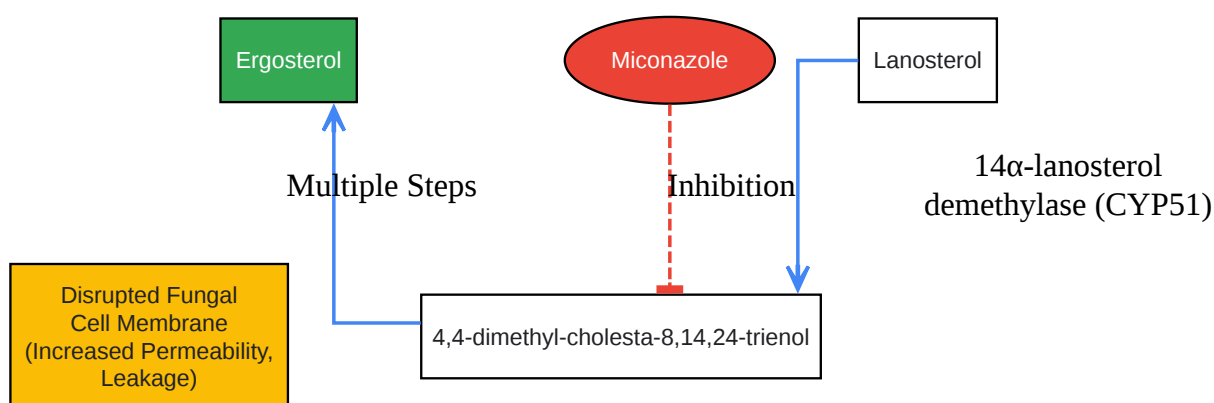 Ergosterol
Miconazole
Lanosterol
Multiple Steps
Inhibition
14α-lanosterol
demethylase (CYP51)
Disrupted Fungal
Cell Membrane
(Increased Permeability,
Leakage)
4,4-dimethyl-cholesta-8,14,24-trienol